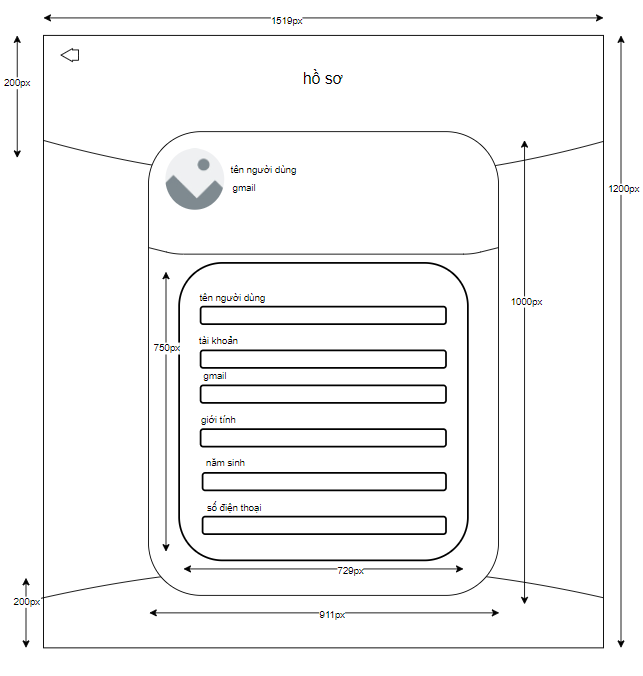 1519px
200px
hồ sơ
tên người dùng
gmail
1200px
1000px
tên người dùng
750px
tài khoản
gmail
giới tính
năm sinh
số điện thoại
729px
200px
911px